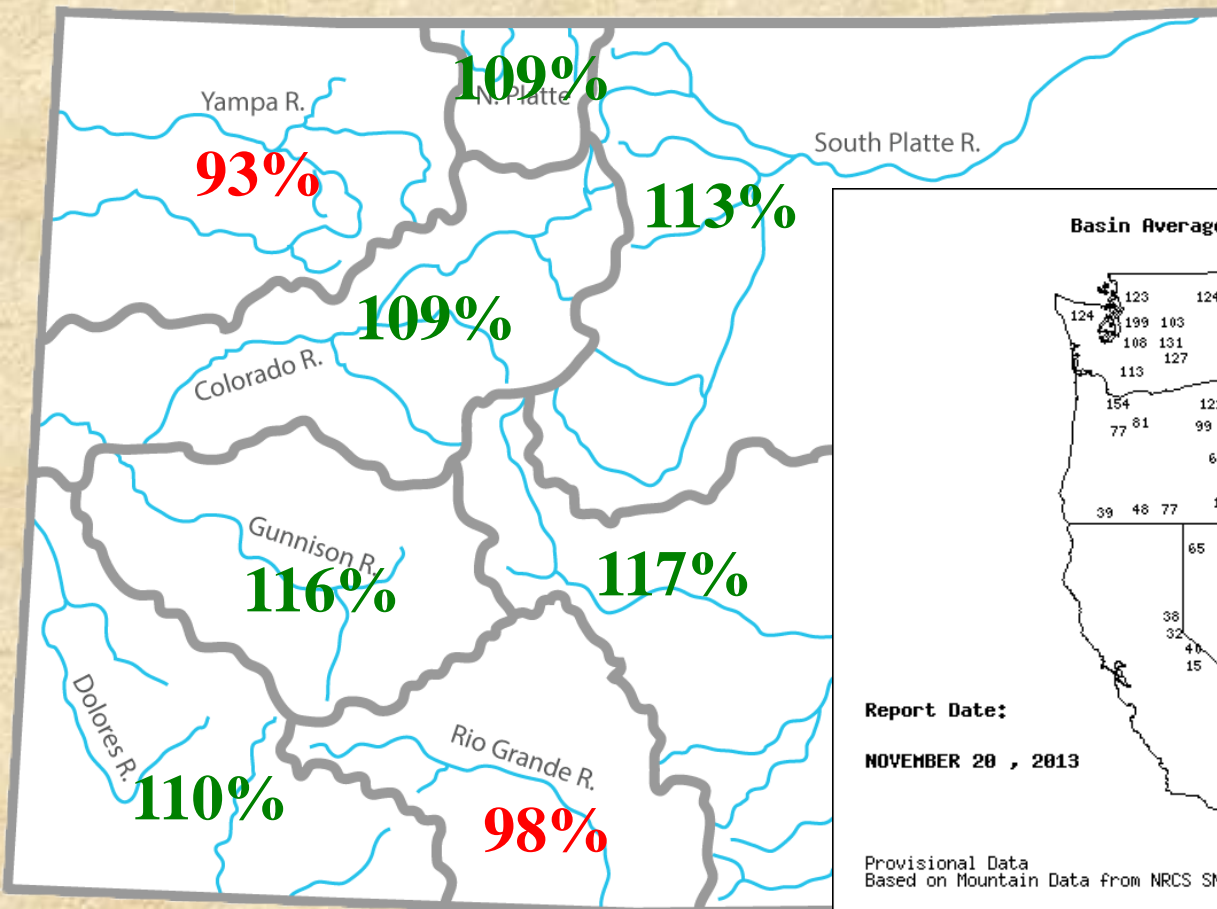 109%
N. Platte
Yampa R.
South Platte R.
93%
113%
109%
Colorado R.
Gunnison R.
116%
117%
Dolores R.
Rio Grande R.
110%
98%
Basin Average
123 124
124
199 103
108 131
127
113
154
77 81 99
39 48 77
65
38
32
15
Report Date:
NOVEMBER 20 , 2013
Provisional Data
Based on Mountain Data from NRCS